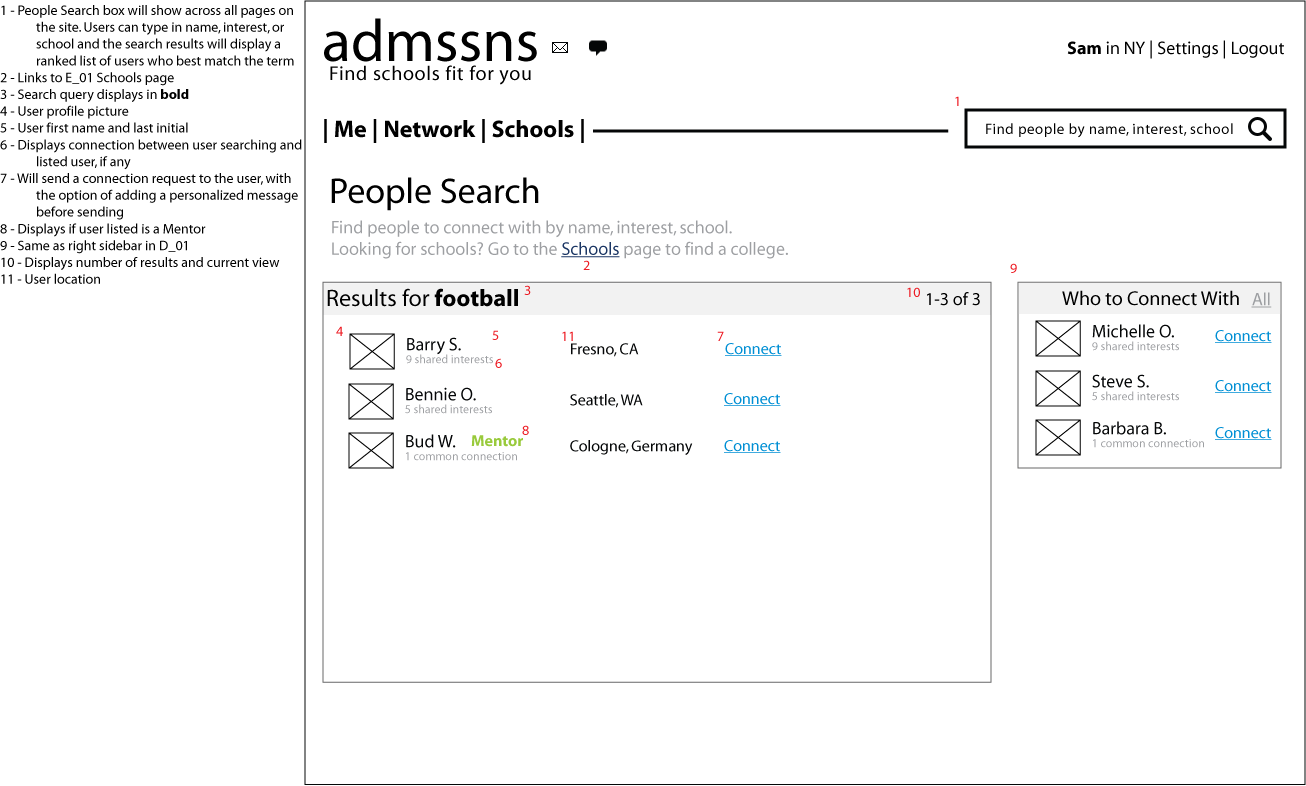 1 - People Search box will show across all pages on
the site. Users can type in name, interest, or
school and the search results will display a
ranked list of users who best match the term
2 - Links to E_01 Schools page
3 - Search query displays in bold
4 - User profile picture
5 - User first name and last initial
6 - Displays connection between user searching and
listed user, if any
7 - Will send a connection request to the user, with
the option of adding a personalized message
before sending
8 - Displays if user listed is a Mentor
9 - Same as right sidebar in D_01
10 - Displays number of results and current view
11 - User location
admssns
Find schools fit for you
Sam in NY | Settings | Logout
| Me | Network | Schools |
1
Find people by name, interest, school
People Search
Find people to connect with by name, interest, school.
Looking for schools? Go to the Schools page to find a college.
2
Results for football 3
10 1-3 of 3
4
Barry S. 5
9 shared interests 6
11
Fresno, CA
7
Connect
Bennie O.
5 shared interests
Seattle, WA
Connect
Bud W. Mentor 8
1 common connection
Cologne, Germany
Connect
9
Who to Connect With All
Michelle O.
9 shared interests
Connect
Steve S.
5 shared interests
Connect
Barbara B.
1 common connection
Connect